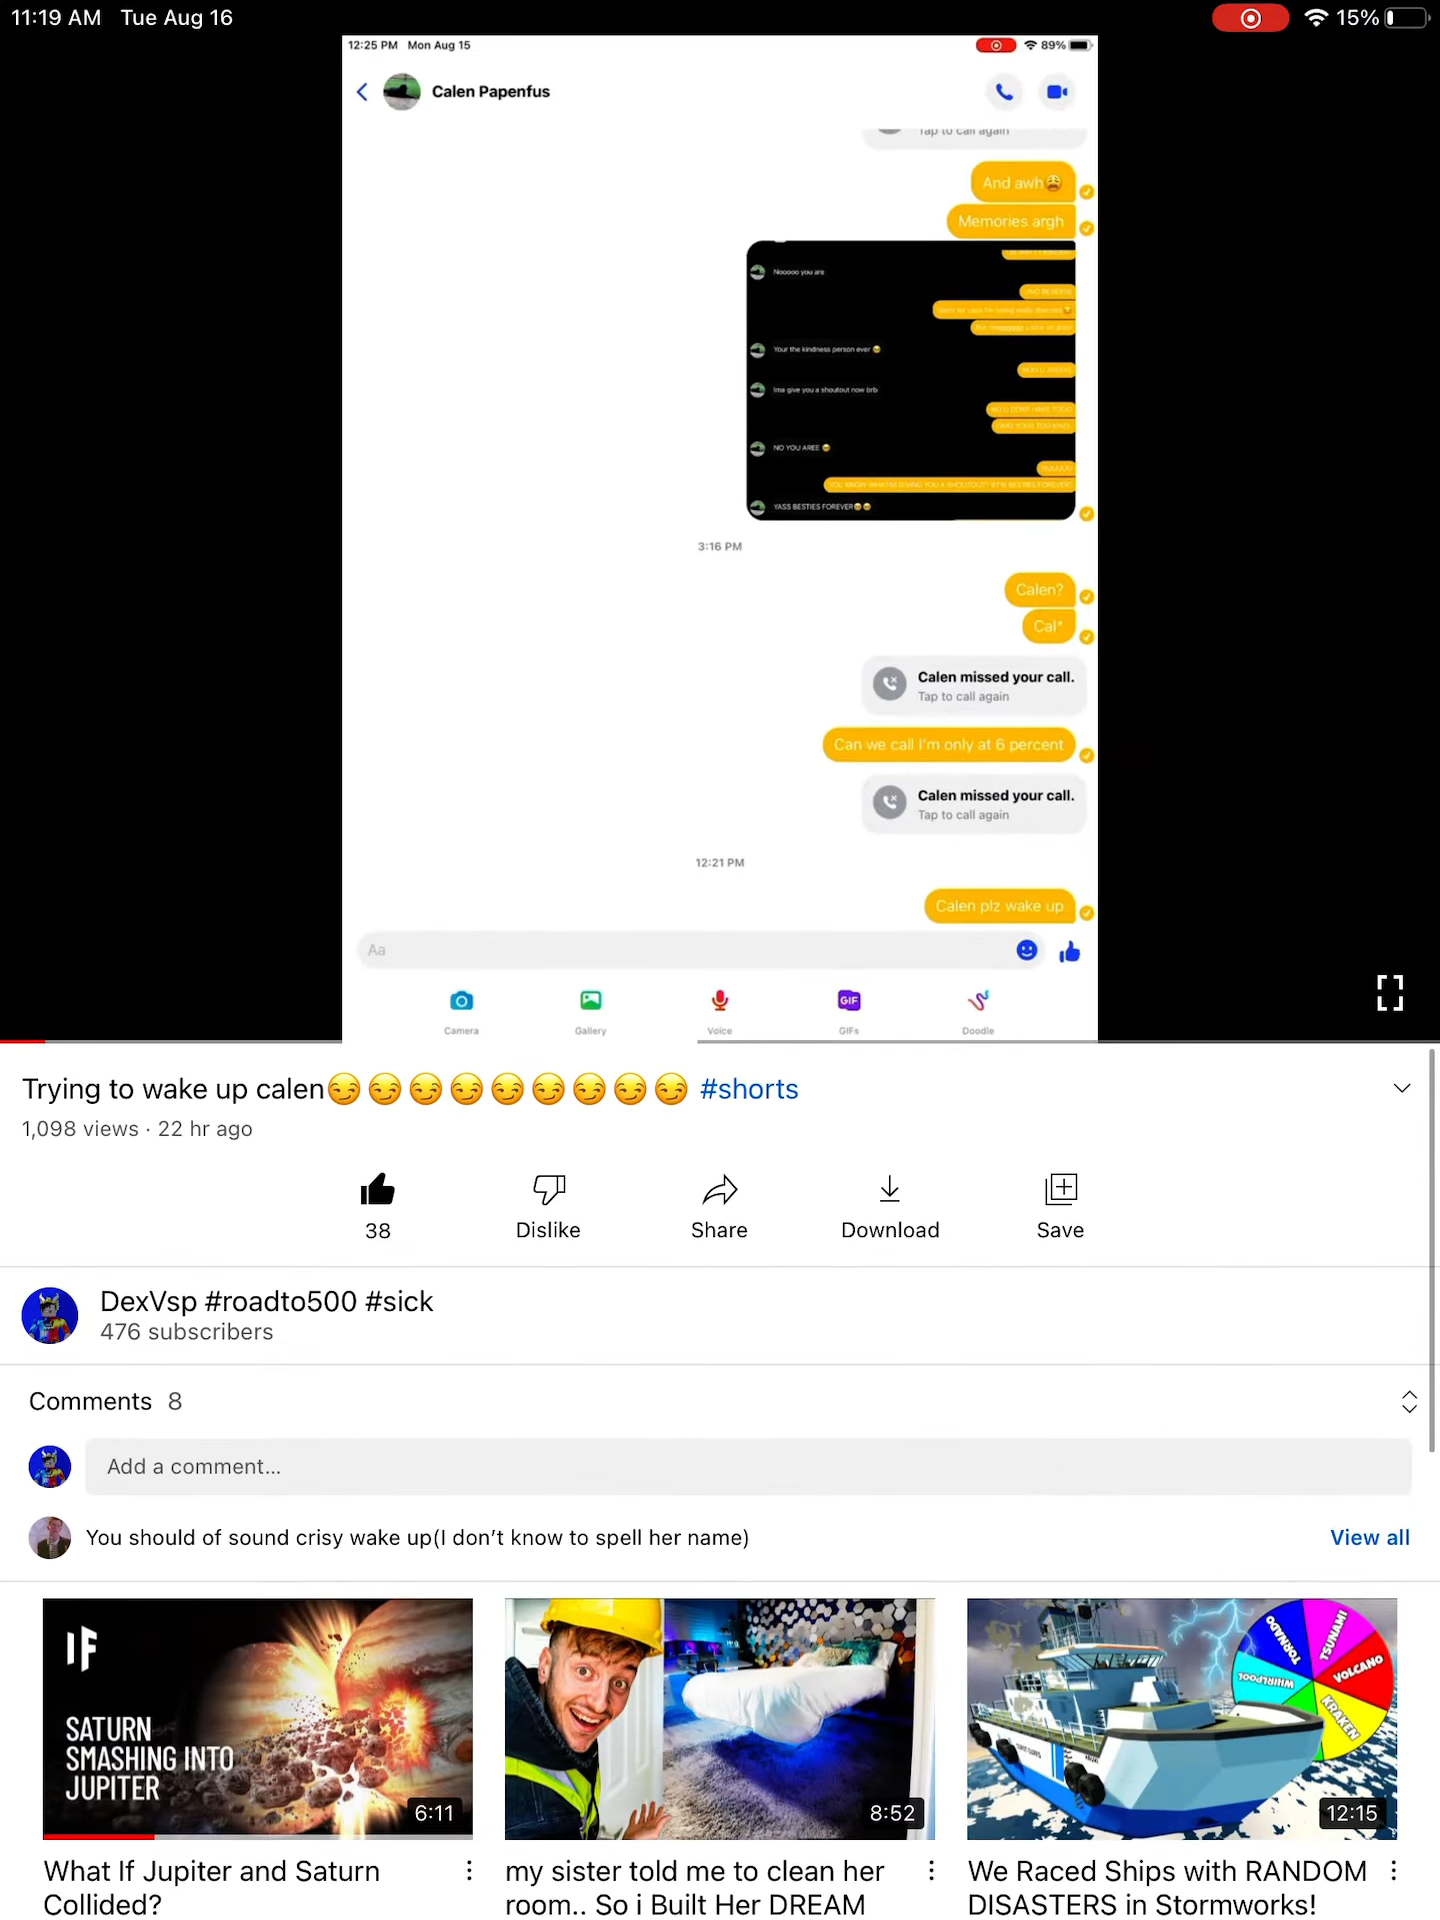 11:19 AM Tue Aug 16
15%
12:25 PM Mon Aug 15
89%
Calen Papenfus
Tap to call again
And awh😩
Memories argh
Nooooo you are
Your the kindness person ever 🥺
Ima give you a shoutout now brb
NO YOU AREE 🥺
YASS BESTIES FOREVER🥺🥺
3:16 PM
Calen?
Cal*
Calen missed your call.
Tap to call again
Can we call I'm only at 6 percent
Calen missed your call.
Tap to call again
12:21 PM
Calen plz wake up
Aa
Camera
Gallery
Voice
GIF
GIFs
Doodle
Trying to wake up calen😏😏😏😏😏😏😏😏😏 #shorts
1,098 views · 22 hr ago
38
Dislike
Share
Download
Save
DexVsp #roadto500 #sick
476 subscribers
Comments 8
Add a comment...
You should of sound crisy wake up(I don't know to spell her name)
View all
IF
SATURN
SMASHING INTO
JUPITER
6:11
8:52
TORNADO
TSUNAMI
VOLCANO
WHIRLPOOL
KRAKEN
12:15
What If Jupiter and Saturn
Collided?
my sister told me to clean her
room.. So i Built Her DREAM
We Raced Ships with RANDOM
DISASTERS in Stormworks!